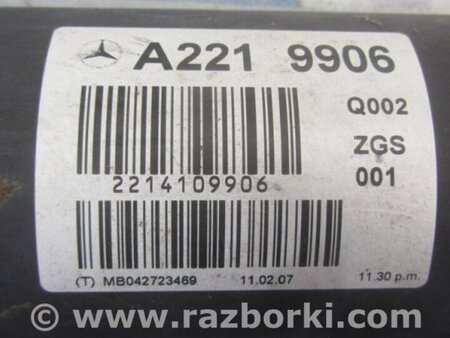 A221 9906
Q002
ZGS
001
2214109906
(T) MB042723469 11,02.07 11.30 p.m.
www.razborki.com